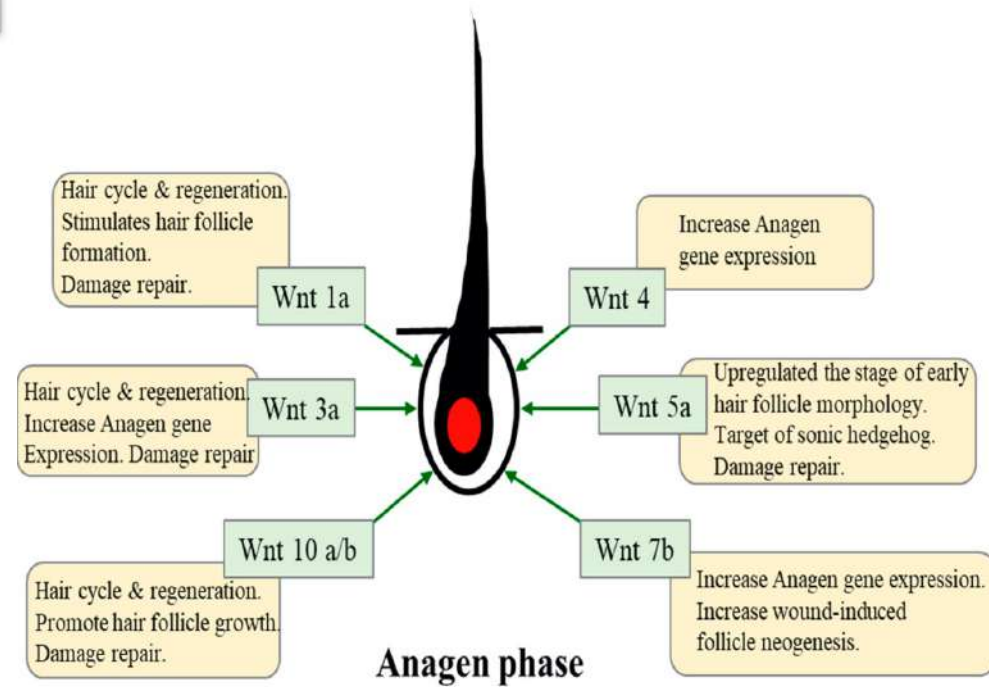 Hair cycle & regeneration.
Stimulates hair follicle
formation.
Damage repair.
Wnt 1a
Increase Anagen
gene expression
Wnt 4
Hair cycle & regeneration.
Increase Anagen gene
Expression. Damage repair
Wnt 3a
Upregulated the stage of early
hair follicle morphology.
Target of sonic hedgehog.
Damage repair.
Wnt 5a
Wnt 10 a/b
Hair cycle & regeneration.
Promote hair follicle growth.
Damage repair.
Wnt 7b
Increase Anagen gene expression.
Increase wound-induced
follicle neogenesis.
Anagen phase